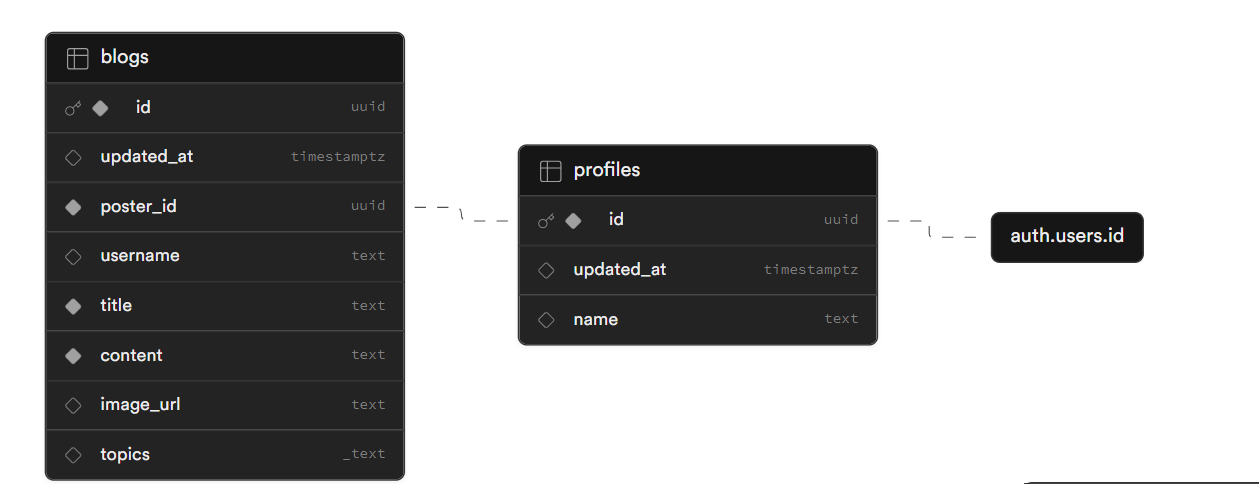 blogs
id uuid
updated_at timestamptz
poster_id uuid
username text
title text
content text
image_url text
topics _text
profiles
id uuid
updated_at timestamptz
name text
auth.users.id